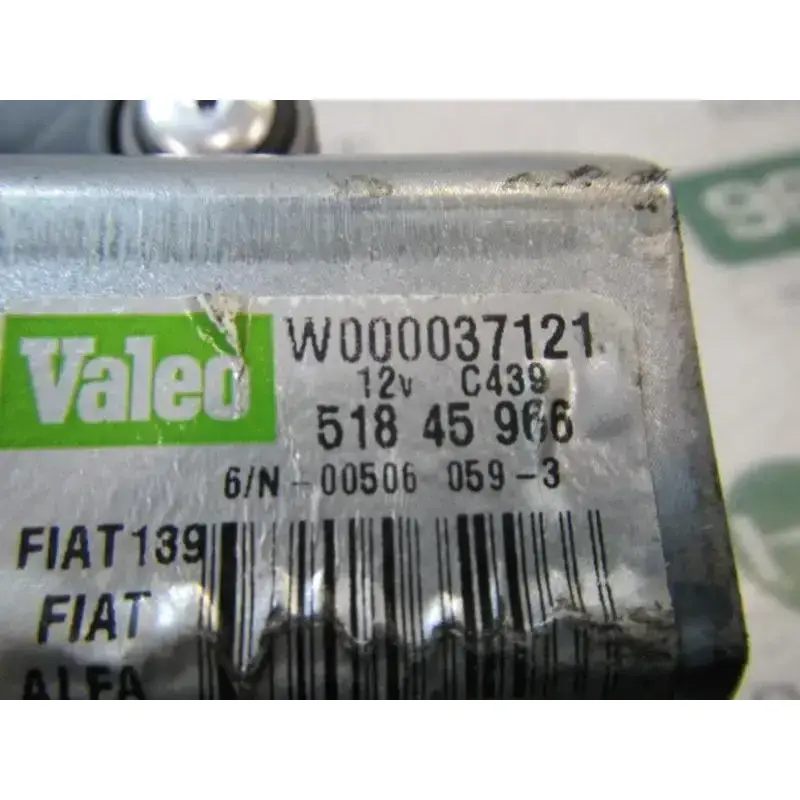 Valeo
W000037121
12v C439
518 45 966
6/N-00506 059-3
FIAT139
FIAT
ALFA